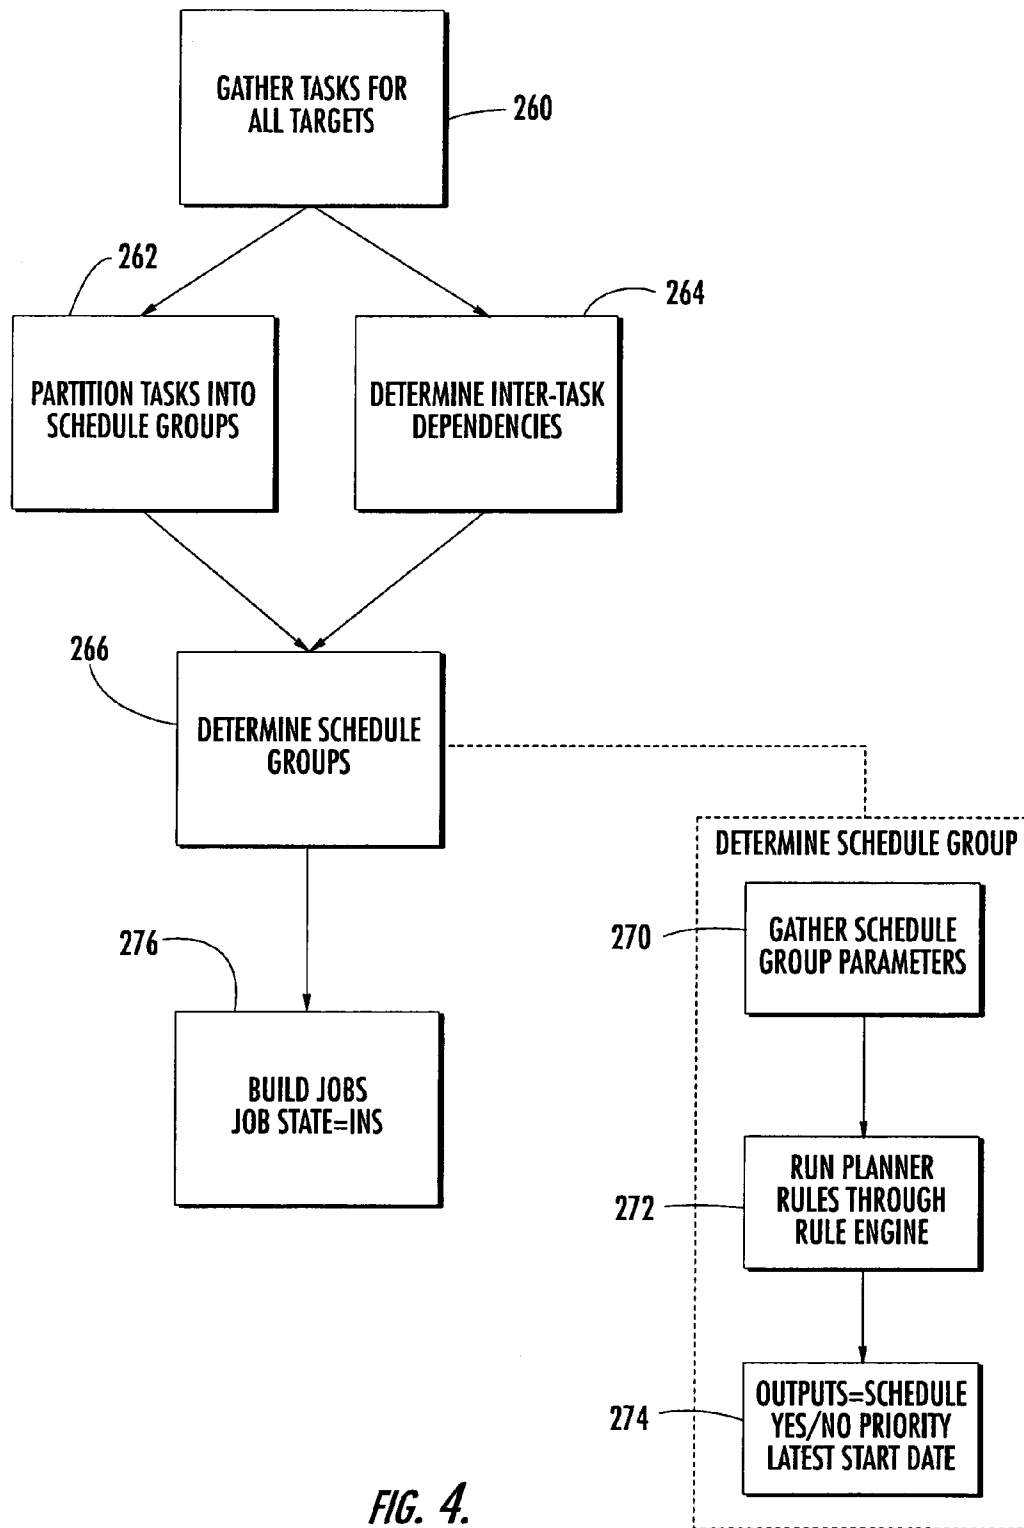 GATHER TASKS FOR
ALL TARGETS
260
262
264
PARTITION TASKS INTO
SCHEDULE GROUPS
DETERMINE INTER-TASK
DEPENDENCIES
266
DETERMINE SCHEDULE
GROUPS
DETERMINE SCHEDULE GROUP
270
GATHER SCHEDULE
GROUP PARAMETERS
276
BUILD JOBS
JOB STATE=INS
272
RUN PLANNER
RULES THROUGH
RULE ENGINE
274
OUTPUTS=SCHEDULE
YES/NO PRIORITY
LATEST START DATE
FIG. 4.